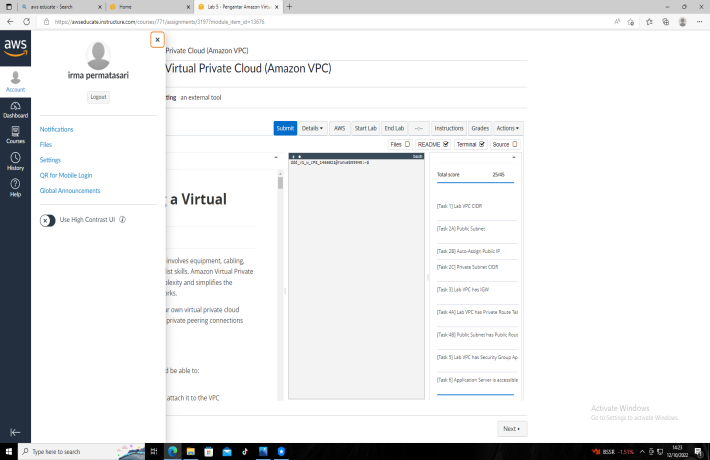 aws educate - Search
Home
Lab 3 - Pengantar Amazon Virtu
https://awseducate.instructure.com/courses/771/assignments/3197?module_item_id=13676
aws
Account
Dashboard
Courses
History
Help
irma permatasari
Logout
Notifications
Files
Settings
QR for Mobile Login
Global Announcements
Use High Contrast UI
Private Cloud (Amazon VPC)
Virtual Private Cloud (Amazon VPC)
ting an external tool
Submit Details AWS Start Lab End Lab --:-- Instructions Grades Actions
Files README Terminal Source
g a Virtual
involves equipment, cabling,
list skills. Amazon Virtual Private
plexity and simplifies the
orks.
ur own virtual private cloud
private peering connections
d be able to:
attach it to the VPC
bash
Total score 25/45
[Task 1] Lab VPC CIDR
[Task 2A] Public Subnet
[Task 2B] Auto-Assign Public IP
[Task 2C] Private Subnet CIDR
[Task 3] Lab VPC has IGW
[Task 4A] Lab VPC has Private Route Tab
[Task 4B] Public Subnet has Public Rout
[Task 5] Lab VPC has Security Group Ap
[Task 6] Application Server is accessible
Next
Activate Windows
Go to Settings to activate Windows.
Type here to search
BSSR -1.51%
14:23
12/10/2022